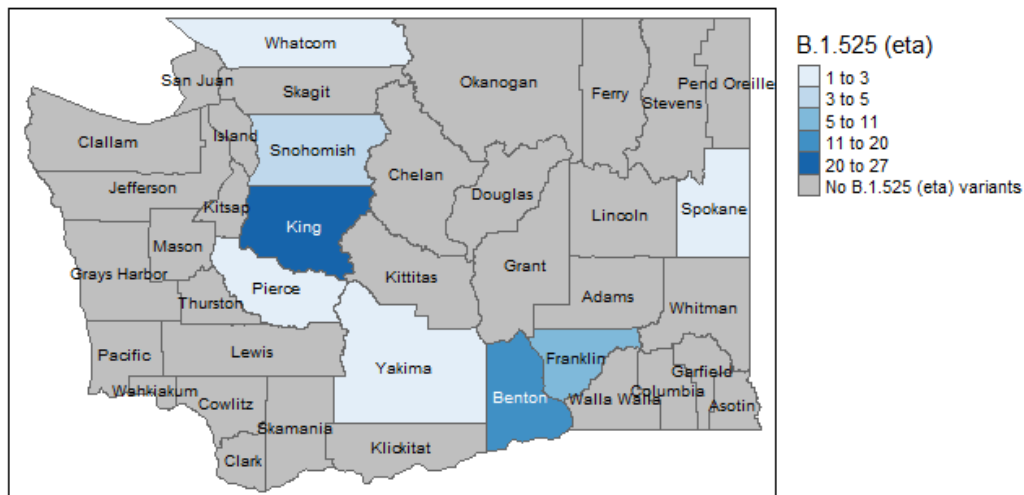 Whatcom
San Juan
Skagit
Okanogan
Ferry
Stevens
Pend Oreille
Clallam
Island
Snohomish
Chelan
Douglas
Jefferson
Kitsap
Lincoln
Spokane
King
Mason
Grays Harbor
Kittitas
Grant
Pierce
Thurston
Adams
Whitman
Pacific
Lewis
Yakima
Franklin
Garfield
Wahkiakum
Cowlitz
Benton
Walla Walla
Columbia
Asotin
Skamania
Klickitat
Clark
B.1.525 (eta)
1 to 3
3 to 5
5 to 11
11 to 20
20 to 27
No B.1.525 (eta) variants